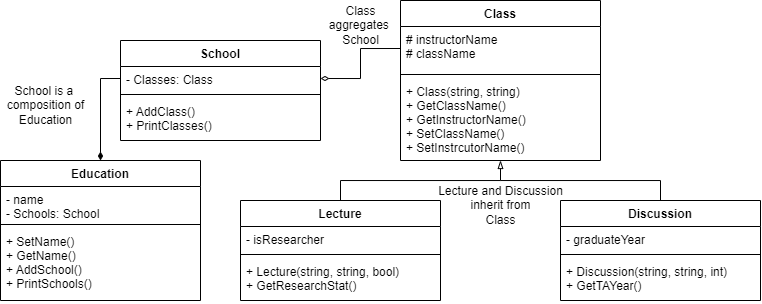 Class
aggregates
School
Class
# instructorName
# className
+ Class(string, string)
+ GetClassName()
+ GetInstructorName()
+ SetClassName()
+ SetInstrcutorName()
School
- Classes: Class
+ AddClass()
+ PrintClasses()
School is a
composition of
Education
Education
- name
- Schools: School
+ SetName()
+ GetName()
+ AddSchool()
+ PrintSchools()
Lecture and Discussion
inherit from
Class
Lecture
- isResearcher
+ Lecture(string, string, bool)
+ GetResearchStat()
Discussion
- graduateYear
+ Discussion(string, string, int)
+ GetTAYear()